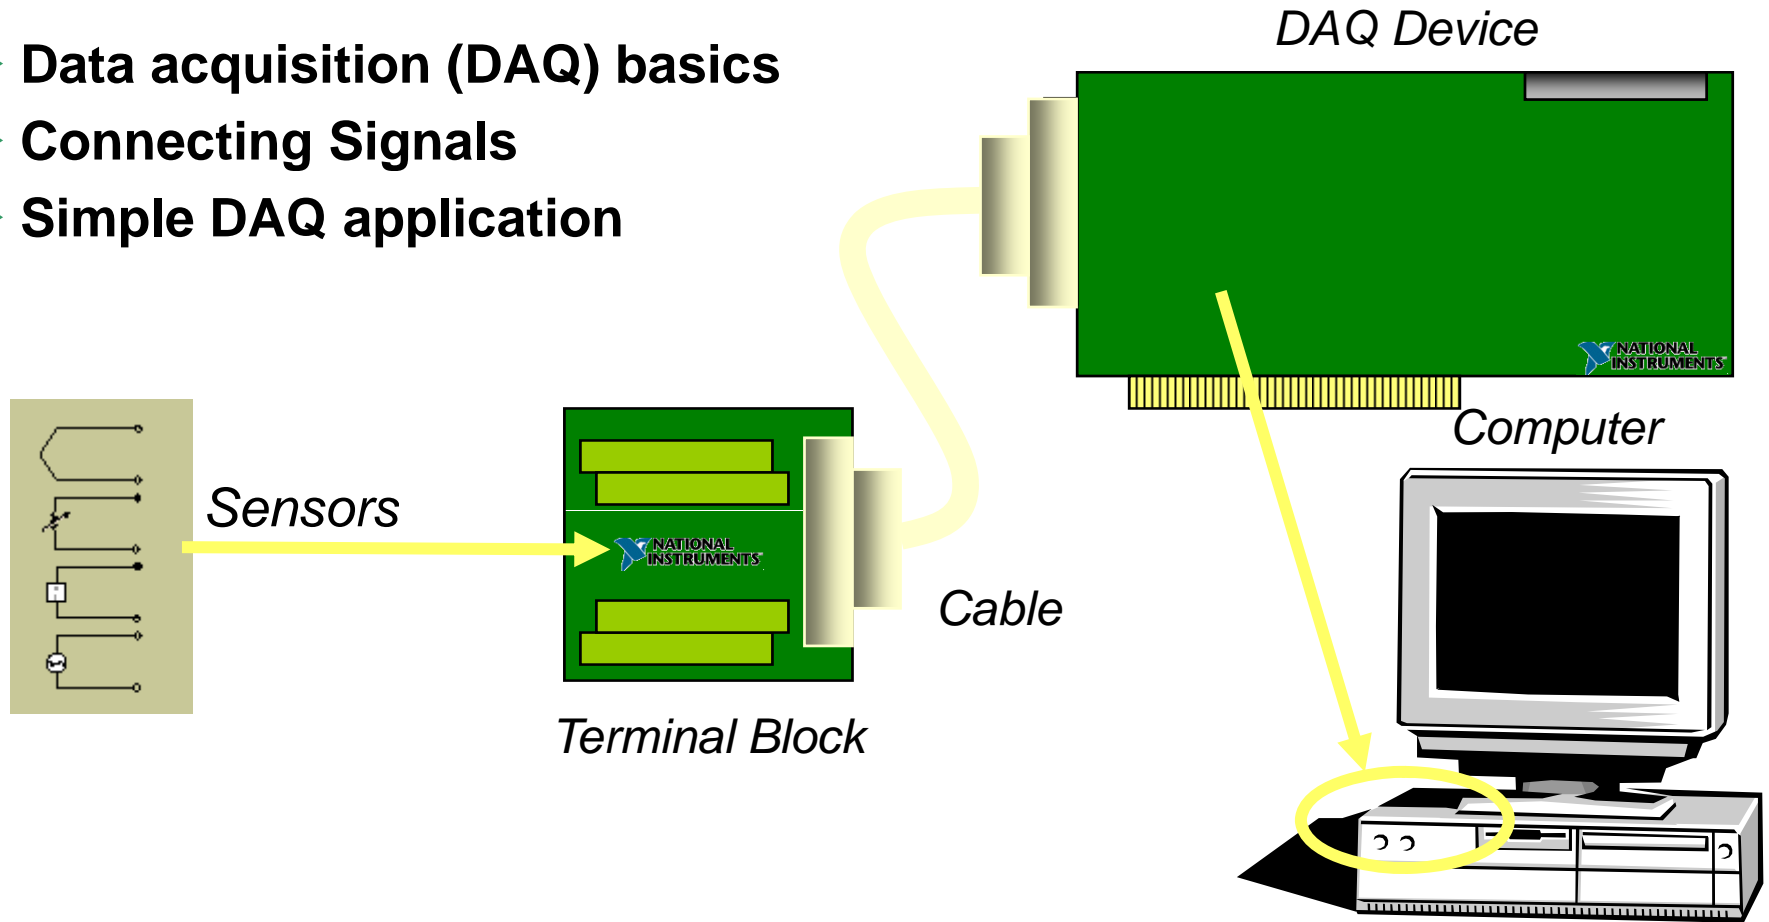 Data acquisition (DAQ) basics
Connecting Signals
Simple DAQ application
DAQ Device
NATIONAL
INSTRUMENTS
Computer
Sensors
NATIONAL
INSTRUMENTS
Cable
Terminal Block